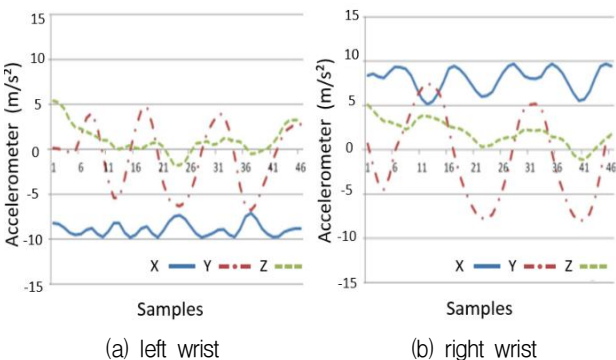 Accelerometer (m/s²)
15
10
5
0
-5
-10
-15
1 6 11 16 21 26 31 36 41 46
X Y Z
Samples
(a) left wrist
Accelerometer (m/s²)
15
10
5
0
-5
-10
-15
1 6 11 16 21 26 31 36 41 46
X Y Z
Samples
(b) right wrist